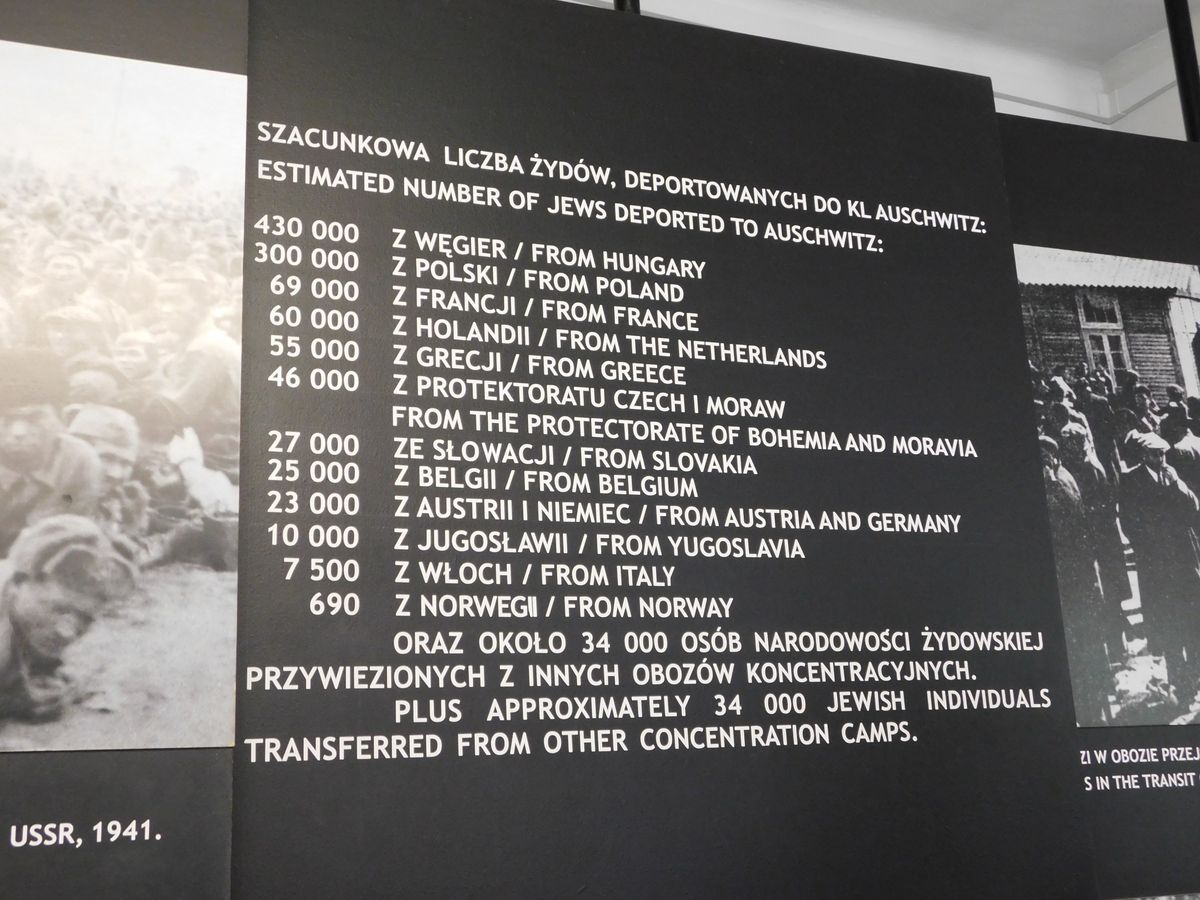 SZACUNKOWA LICZBA ŻYDÓW, DEPORTOWANYCH DO KL AUSCHWITZ:
ESTIMATED NUMBER OF JEWS DEPORTED TO AUSCHWITZ:
430 000 Z WĘGIER / FROM HUNGARY
300 000 Z POLSKI / FROM POLAND
69 000 Z FRANCJI / FROM FRANCE
60 000 Z HOLANDII / FROM THE NETHERLANDS
55 000 Z GRECJI / FROM GREECE
46 000 Z PROTEKTORATU CZECH I MORAW
FROM THE PROTECTORATE OF BOHEMIA AND MORAVIA
27 000 ZE SŁOWACJI / FROM SLOVAKIA
25 000 Z BELGII / FROM BELGIUM
23 000 Z AUSTRII I NIEMIEC / FROM AUSTRIA AND GERMANY
10 000 Z JUGOSŁAWII / FROM YUGOSLAVIA
7 500 Z WŁOCH / FROM ITALY
690 Z NORWEGII / FROM NORWAY
ORAZ OKOŁO 34 000 OSÓB NARODOWOŚCI ŻYDOWSKIEJ
PRZYWIEZIONYCH Z INNYCH OBOZÓW KONCENTRACYJNYCH.
PLUS APPROXIMATELY 34 000 JEWISH INDIVIDUALS
TRANSFERRED FROM OTHER CONCENTRATION CAMPS.
USSR, 1941.
W OBOZIE
IN THE TRANSIT